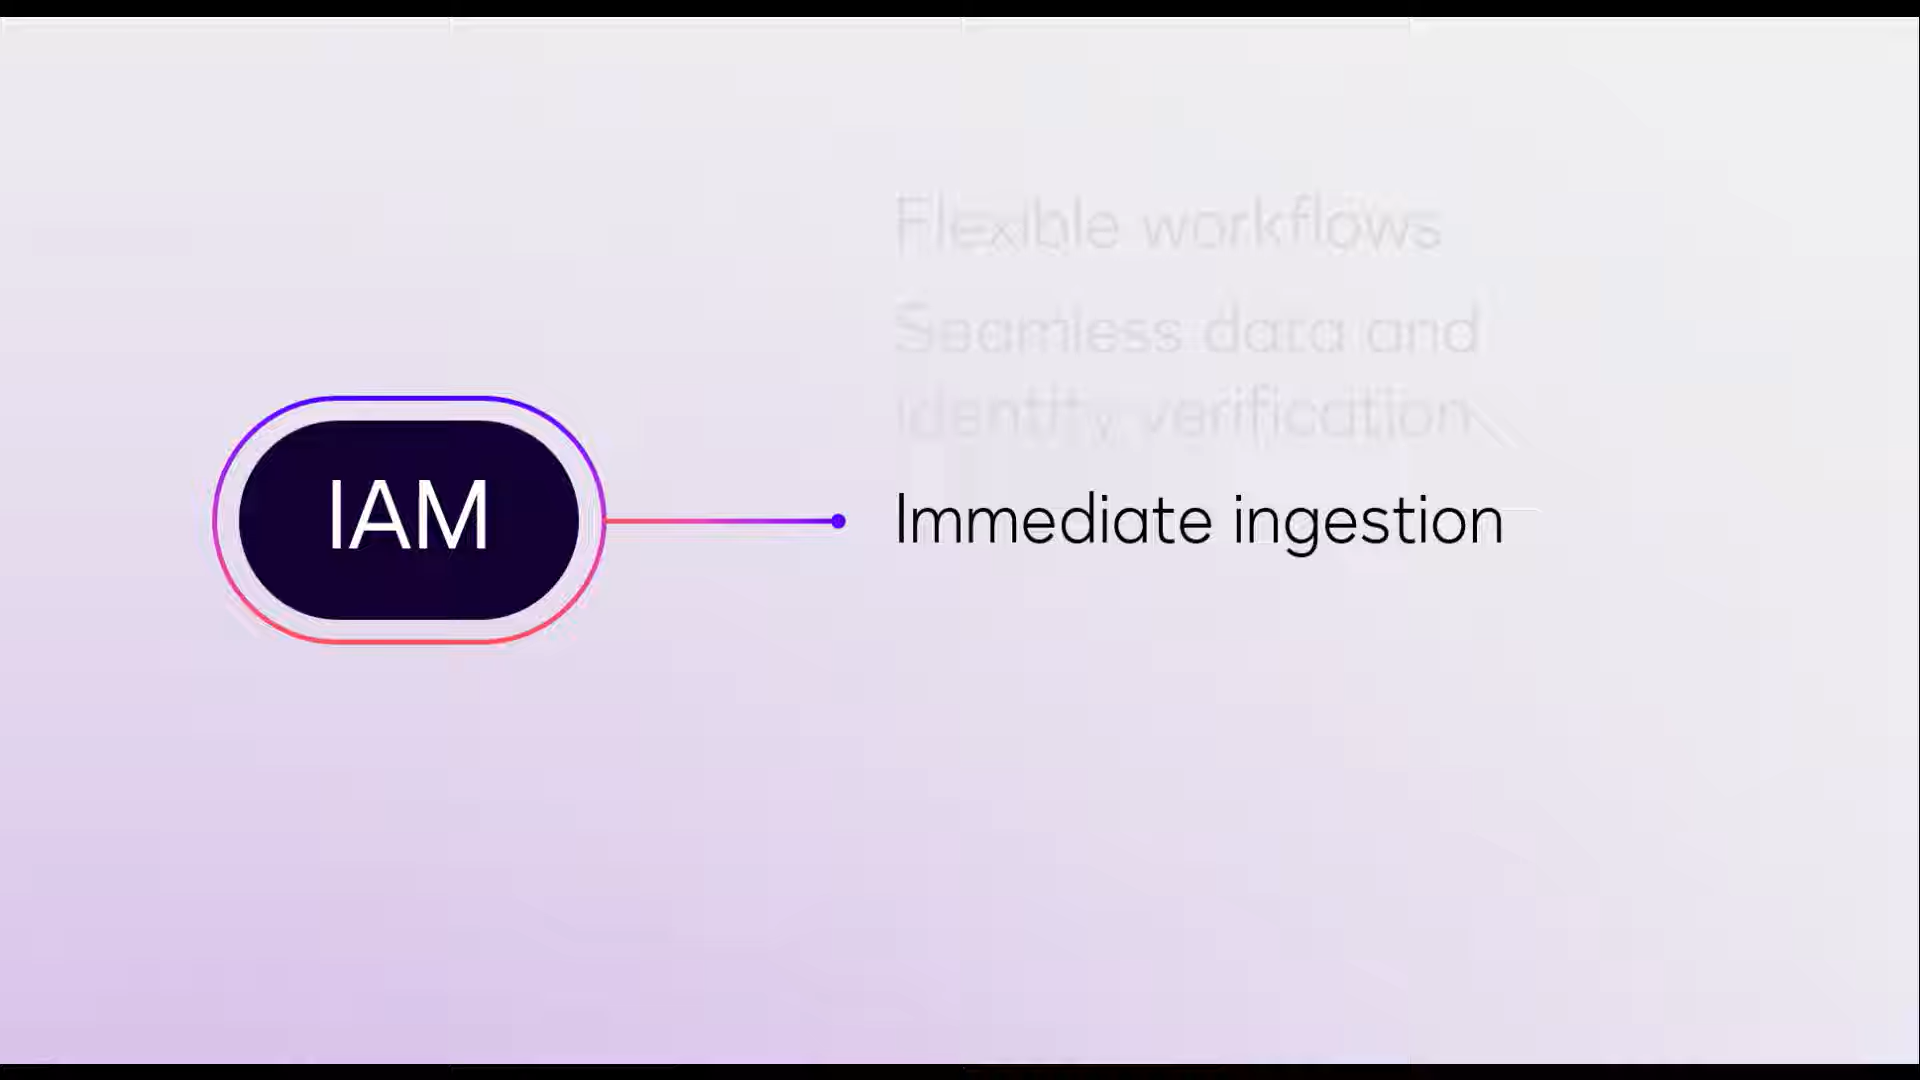 Flexible workflows
Seamless data and
identity verification
IAM
Immediate ingestion